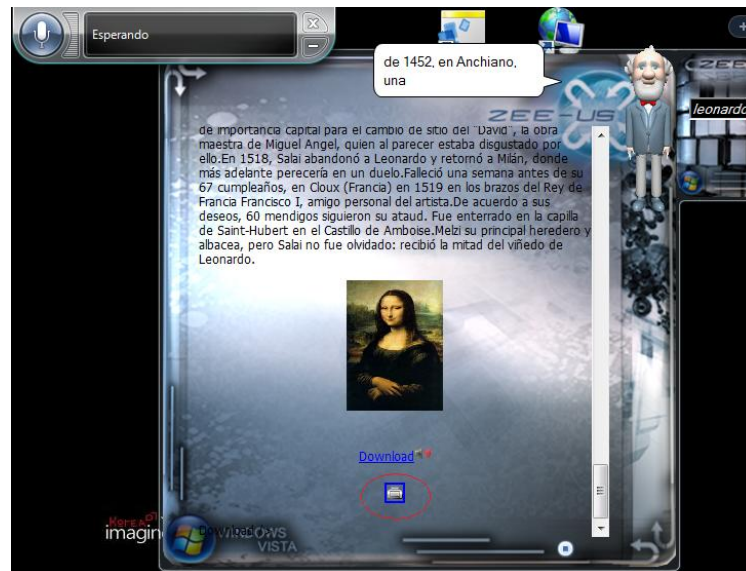 Esperando
de 1452, en Anchiano,
una
ZEE-US
leonardo
de importancia capital para el cambio de sitio del "David", la obra
maestra de Miguel Angel, quien al parecer estaba disgustado por
ello.En 1518, Salai abandonó a Leonardo y retornó a Milán, donde
más adelante perecería en un duelo.Falleció una semana antes de su
67 cumpleaños, en Cloux (Francia) en 1519 en los brazos del Rey de
Francia Francisco I, amigo personal del artista.De acuerdo a sus
deseos, 60 mendigos siguieron su ataud. Fue enterrado en la capilla
de Saint-Hubert en el Castillo de Amboise.Melzi su principal heredero y
albacea, pero Salai no fue olvidado: recibió la mitad del viñedo de
Leonardo.
Download
Korea
imagin
Download
WINDOWS
VISTA